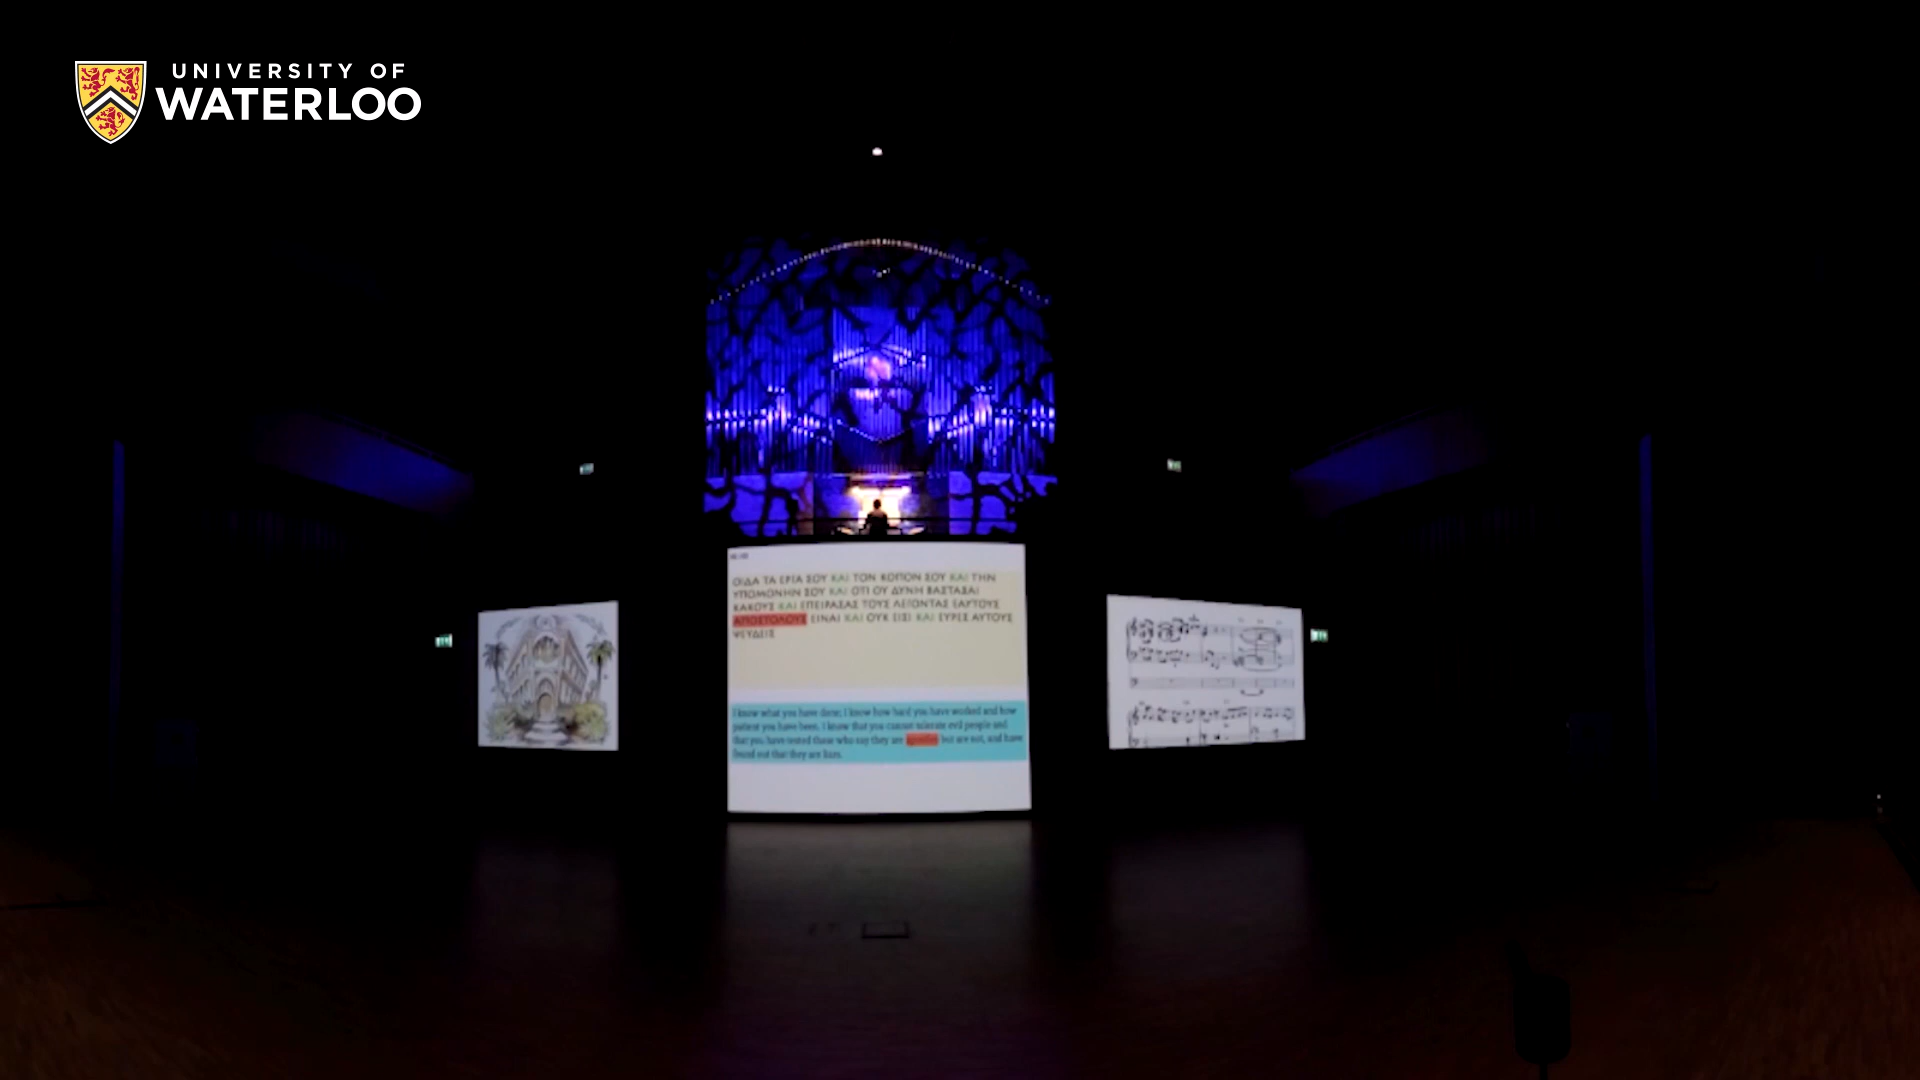 UNIVERSITY OF
WATERLOO
ΟΙΔΑ ΤΑ ΕΡΓΑ ΣΟΥ ΚΑΙ ΤΟΝ ΚΟΠΟΝ ΣΟΥ ΚΑΙ ΤΗΝ
ΥΠΟΜΟΝΗΝ ΣΟΥ ΚΑΙ ΟΤΙ ΟΥ ΔΥΝΗ ΒΑΣΤΑΣΑΙ
ΚΑΚΟΥΣ ΚΑΙ ΕΠΕΙΡΑΣΑΣ ΤΟΥΣ ΛΕΓΟΝΤΑΣ ΕΑΥΤΟΥΣ
ΑΠΟΣΤΟΛΟΥΣ ΕΙΝΑΙ ΚΑΙ ΟΥΚ ΕΙΣΙ ΚΑΙ ΕΥΡΕΣ ΑΥΤΟΥΣ
ΨΕΥΔΕΙΣ
I know what you have done; I know how hard you have worked and how
patient you have been. I know that you cannot tolerate evil people and
that you have tested those who say they are apostles but are not, and have
found out that they are liars.